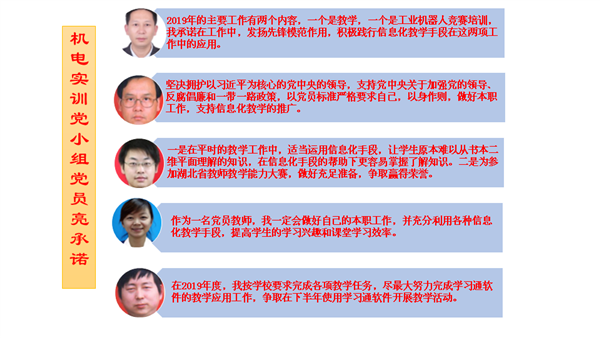 机电实训党小组党员亮承诺
2019年的主要工作有两个内容，一个是教学，一个是工业机器人竞赛培训，
我承诺在工作中，发扬先锋模范作用，积极践行信息化教学手段在这两项工
作中的应用。
坚决拥护以习近平为核心的党中央的领导，支持党中央关于加强党的领导、
反腐倡廉和一带一路政策，以党员标准严格要求自己，以身作则，做好本职
工作，支持信息化教学的推广。
一是在平时的教学工作中，适当运用信息化手段，让学生原本难以从书本二
维平面理解的知识，在信息化手段的帮助下更容易掌握了解知识。二是为参
加湖北省教师教学能力大赛，做好充足准备，争取赢得荣誉。
作为一名党员教师，我一定会做好自己的本职工作，并充分利用各种信息
化教学手段，提高学生的学习兴趣和课堂学习效率。
在2019年度，我按学校要求完成各项教学任务，尽最大努力完成学习通软
件的教学应用工作，争取在下半年使用学习通软件开展教学活动。